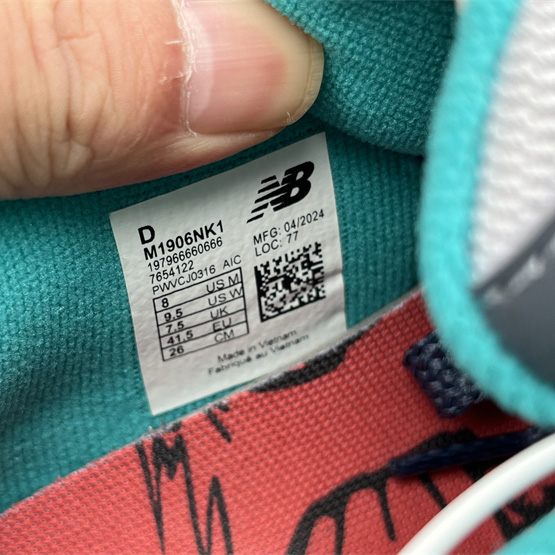 D
M1906NK1
197966660666
7654122
PWVCJ0316 AIC
8 US M
9.5 US W
7.5 UK
41.5 EU
26 CM
NB
MFG: 04/2024
LOC: 77
Made in Vietnam
Fabriqué au Vietnam